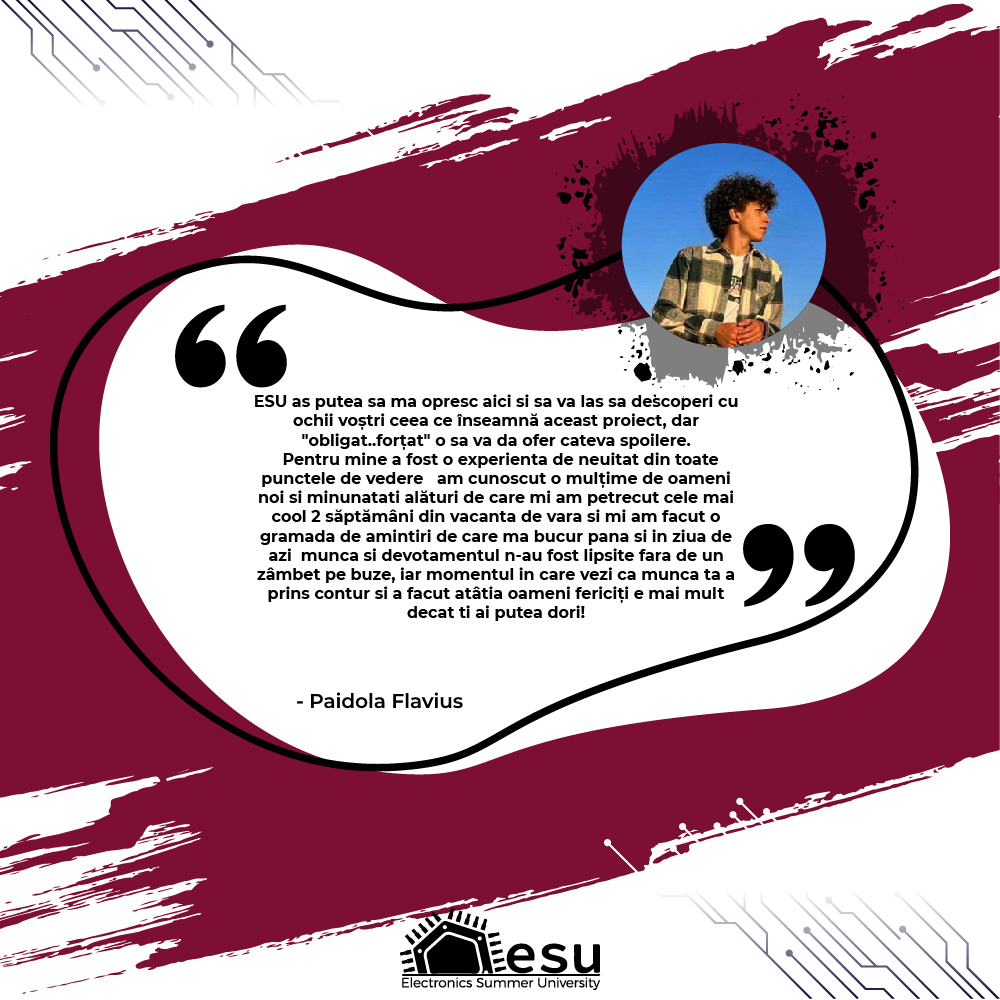 ESU as putea sa ma opresc aici si sa va las sa descoperi cu
ochii voștri ceea ce înseamnă aceast proiect, dar
"obligat..forțat" o sa va da ofer cateva spoilere.
Pentru mine a fost o experienta de neuitat din toate
punctele de vedere   am cunoscut o mulțime de oameni
noi si minunatati alături de care mi am petrecut cele mai
cool 2 săptămâni din vacanta de vara si mi am facut o
gramada de amintiri de care ma bucur pana si in ziua de
azi  munca si devotamentul n-au fost lipsite fara de un
zâmbet pe buze, iar momentul in care vezi ca munca ta a
prins contur si a facut atâtia oameni fericiți e mai mult
decat ti ai putea dori!
- Paidola Flavius
esu
Electronics Summer University